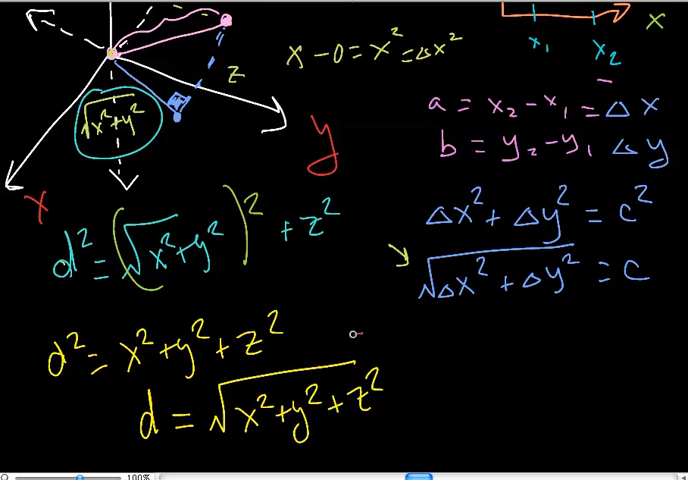 x
x₁ x₂
x-0=x²=Δx²
z
a = x₂-x₁ = Δx
b = y₂-y₁ Δy
√x²+y²
y
x
Δx²+Δy²=c²
√Δx²+Δy²=c
d²=(√x²+y²)²+z²
d²=x²+y²+z²
d=√x²+y²+z²
100%